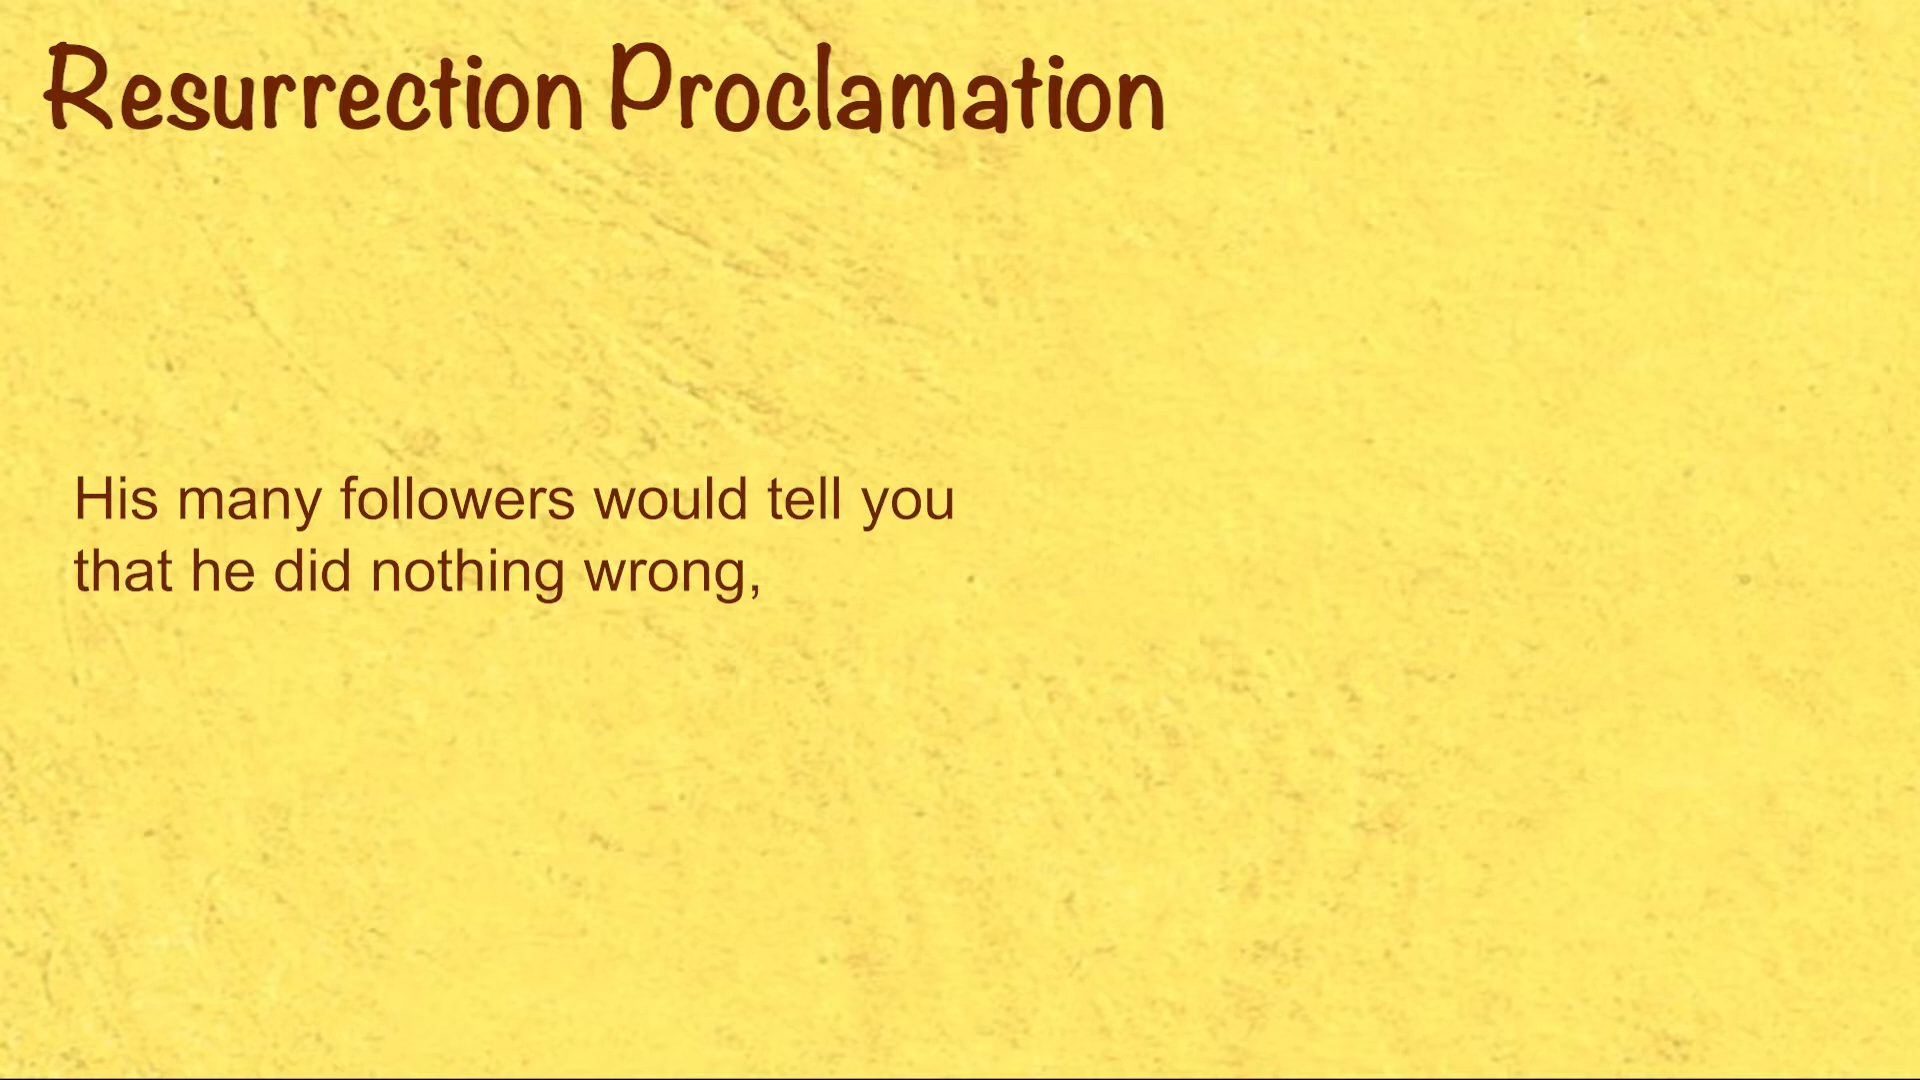 Resurrection Proclamation
His many followers would tell you
that he did nothing wrong,